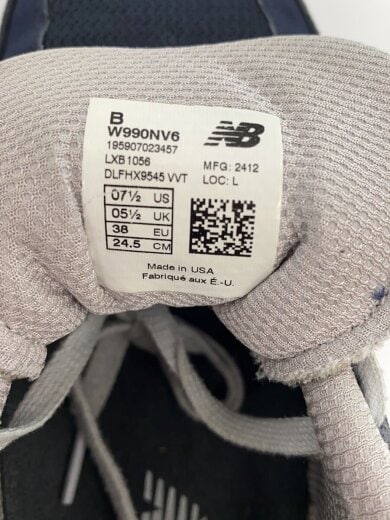 B
W990NV6
NB
195907023457
LXB1056
MFG: 2412
DLFHX9545 VVT
LOC: L
07½ US
05½ UK
38 EU
24.5 CM
Made in USA
Fabriqué aux É.-U.